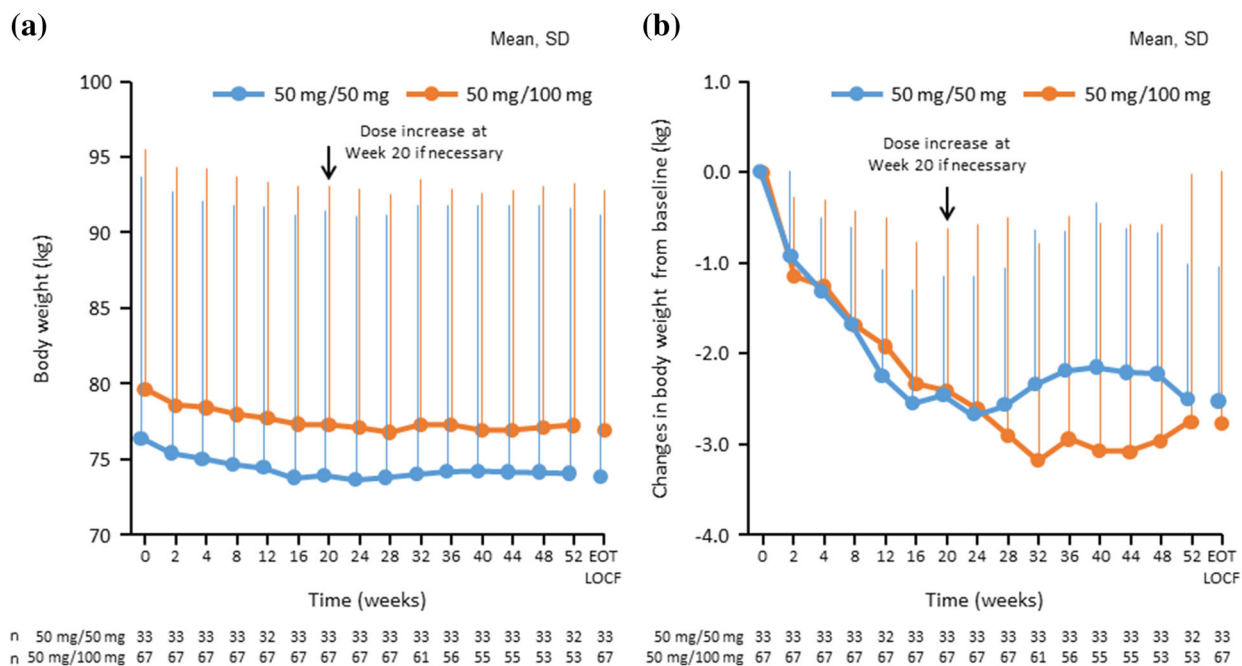 (a)
Mean, SD
100
95
90
85
80
75
70
Body weight (kg)
50 mg/50 mg 50 mg/100 mg
Dose increase at
Week 20 if necessary
0 2 4 8 12 16 20 24 28 32 36 40 44 48 52 EOT
LOCF
Time (weeks)
n 50 mg/50 mg 33 33 33 33 32 33 33 33 33 33 33 33 33 33 32 33
n 50 mg/100 mg 67 67 67 67 67 67 67 67 67 61 56 55 55 53 53 67
(b)
Mean, SD
1.0
0.0
-1.0
-2.0
-3.0
-4.0
Changes in body weight from baseline (kg)
50 mg/50 mg 50 mg/100 mg
Dose increase at
Week 20 if necessary
0 2 4 8 12 16 20 24 28 32 36 40 44 48 52 EOT
LOCF
Time (weeks)
50 mg/50 mg 33 33 33 33 32 33 33 33 33 33 33 33 33 33 32 33
50 mg/100 mg 67 67 67 67 67 67 67 67 67 61 56 55 55 53 53 67